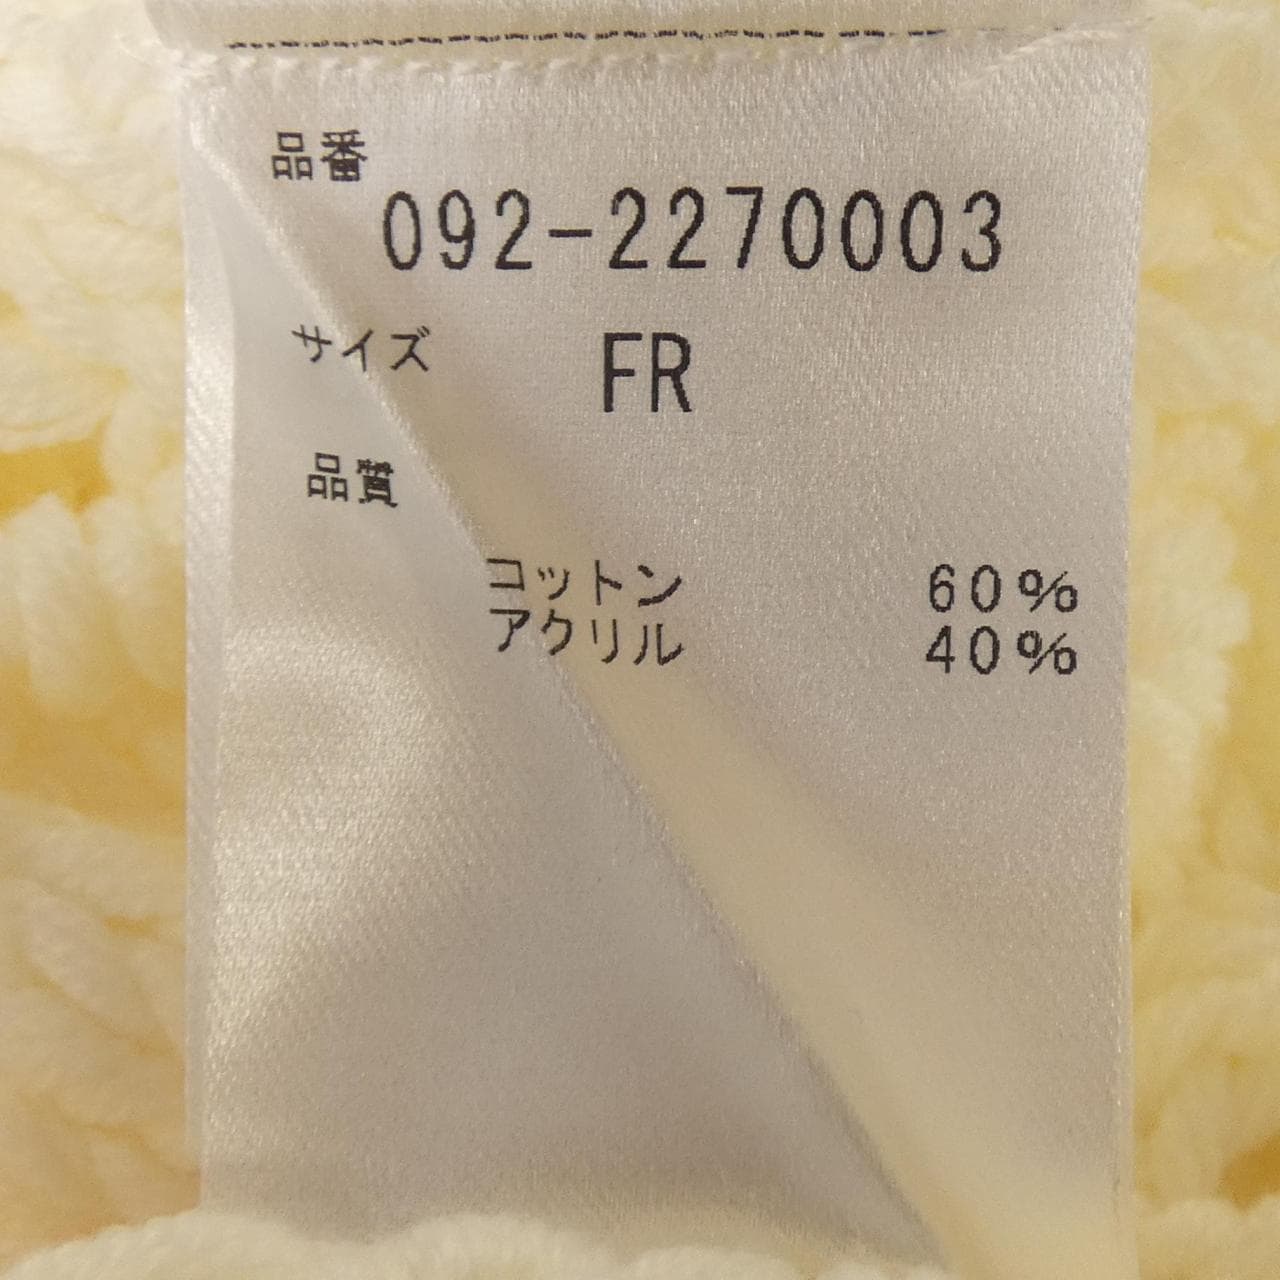 品番
092-2270003
サイズ FR
品質
コットン 60%
アクリル 40%